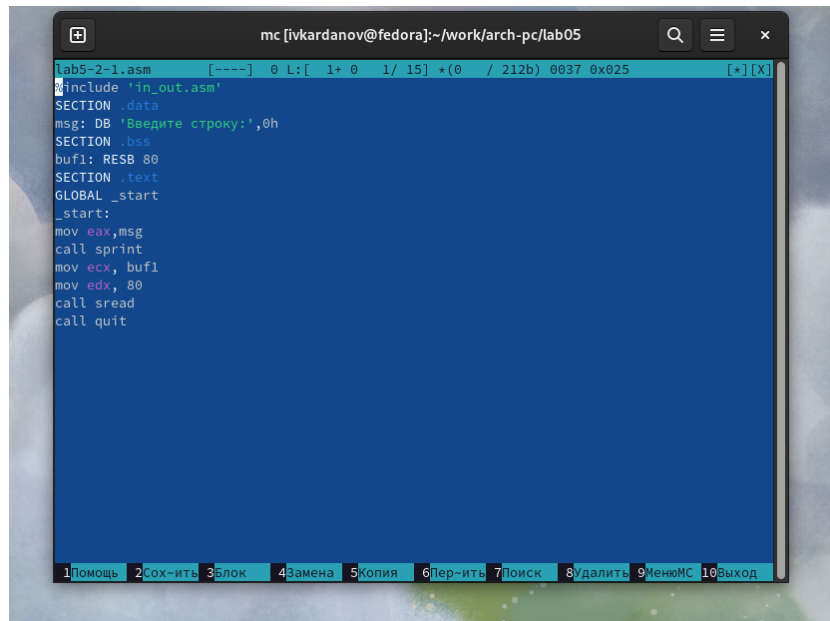 mc [ivkardanov@fedora]:~/work/arch-pc/lab05
lab5-2-1.asm [----] 0 L:[ 1+ 0 1/ 15] *(0 / 212b) 0037 0x025 [*][X]
%include 'in_out.asm'
SECTION .data
msg: DB 'Введите строку:',0h
SECTION .bss
buf1: RESB 80
SECTION .text
GLOBAL _start
_start:
mov eax,msg
call sprint
mov ecx, buf1
mov edx, 80
call sread
call quit
1Помощь 2Сох~ить 3Блок 4Замена 5Копия 6Пер~ить 7Поиск 8Удалить 9МенюМС 10Выход